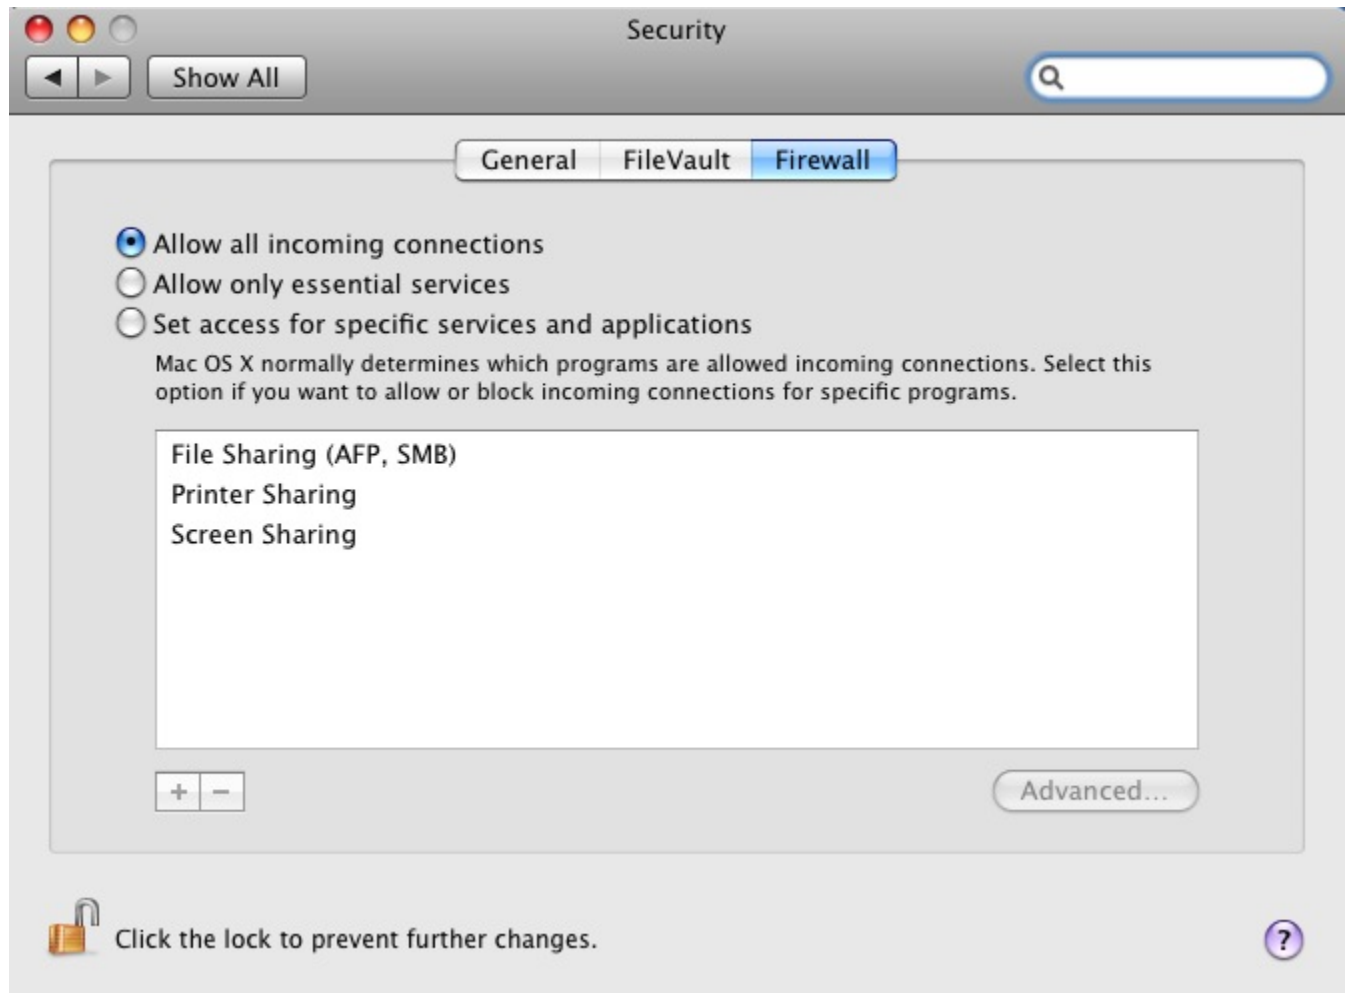 Security
Show All
General FileVault Firewall
Allow all incoming connections
Allow only essential services
Set access for specific services and applications
Mac OS X normally determines which programs are allowed incoming connections. Select this
option if you want to allow or block incoming connections for specific programs.
File Sharing (AFP, SMB)
Printer Sharing
Screen Sharing
+ −
Advanced...
Click the lock to prevent further changes.
?